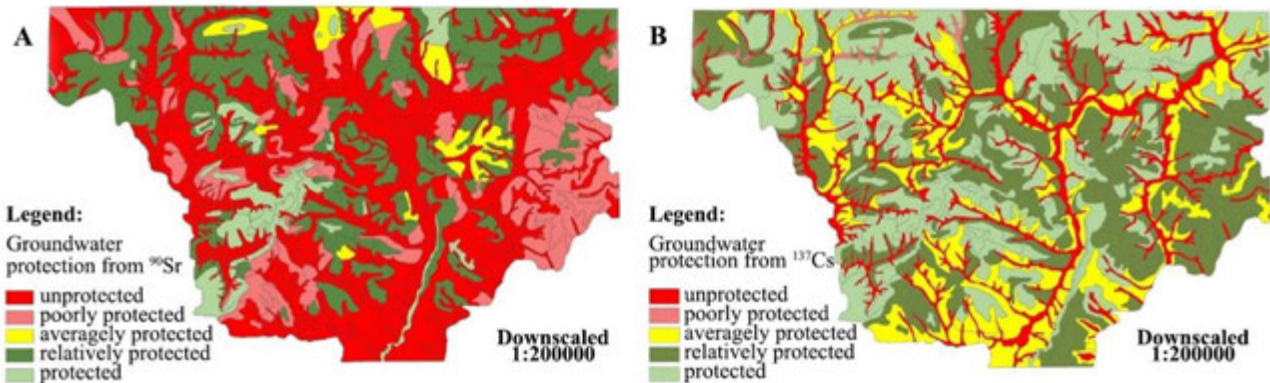 A
Legend:
Groundwater
protection from ⁹⁰Sr
unprotected
poorly protected
averagely protected
relatively protected
protected
Downscaled
1:200000
B
Legend:
Groundwater
protection from ¹³⁷Cs
unprotected
poorly protected
averagely protected
relatively protected
protected
Downscaled
1:200000